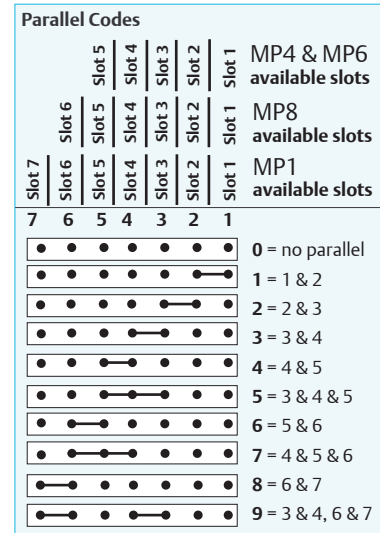 Parallel Codes
Slot 5 Slot 4 Slot 3 Slot 2 Slot 1 MP4 & MP6
available slots
Slot 6 Slot 5 Slot 4 Slot 3 Slot 2 Slot 1 MP8
available slots
Slot 7 Slot 6 Slot 5 Slot 4 Slot 3 Slot 2 Slot 1 MP1
available slots
7 6 5 4 3 2 1
0 = no parallel
1 = 1 & 2
2 = 2 & 3
3 = 3 & 4
4 = 4 & 5
5 = 3 & 4 & 5
6 = 5 & 6
7 = 4 & 5 & 6
8 = 6 & 7
9 = 3 & 4, 6 & 7